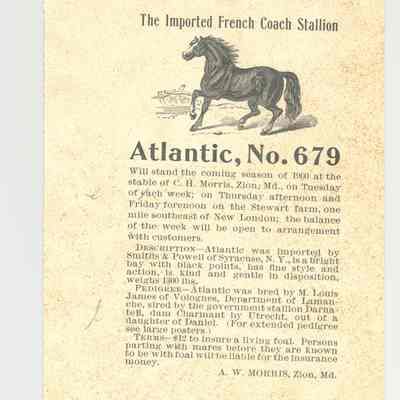 The Imported French Coach Stallion
Atlantic, No. 679
Will stand the coming season of 1900 at the
stable of C. H. Morris, Zion, Md., on Tuesday
of each week; on Thursday afternoon and
Friday forenoon on the Stewart farm, one
mile southeast of New London; the balance
of the week will be open to arrangement
with customers.
DESCRIPTION—Atlantic was imported by
Smiths & Powell of Syracuse, N. Y., is a bright
bay with black points, has fine style and
action, is kind and gentle in disposition,
weighs 1300 lbs.
PEDIGREE—Atlantic was bred by M. Louis
James of Volognes, Department of Laman-
che, sired by the government stallion Darna-
tell, dam Charmant by Utrecht, out of a
daughter of Daniel. (For extended pedigree
see large posters.)
TERMS—$12 to insure a living foal. Persons
parting with mares before they are known
to be with foal will be liable for the insurance
money.
A. W. MORRIS, Zion, Md.